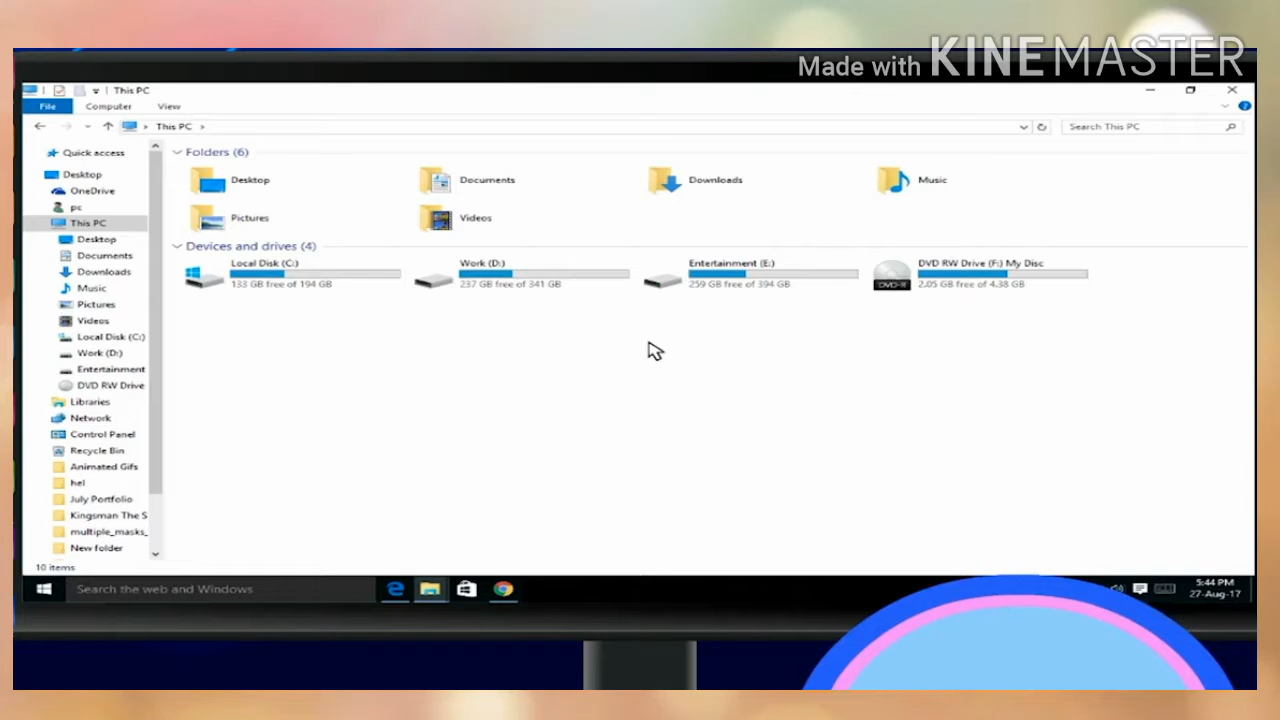 Made with KINEMASTER
This PC
File Computer View
This PC
Search This PC
Quick access
Desktop
OneDrive
pc
This PC
Desktop
Documents
Downloads
Music
Pictures
Videos
Local Disk (C:)
Work (D:)
Entertainment
DVD RW Drive
Libraries
Network
Control Panel
Recycle Bin
Animated Gifs
hel
July Portfolio
Kingsman The S
multiple_masks_
New folder
Folders (6)
Desktop Documents Downloads Music
Pictures Videos
Devices and drives (4)
Local Disk (C:) Work (D:) Entertainment (E:) DVD RW Drive (F:) My Disc
133 GB free of 194 GB 237 GB free of 341 GB 259 GB free of 394 GB 2.05 GB free of 4.38 GB
DVD-R
10 items
Search the web and Windows
5:44 PM
27-Aug-17